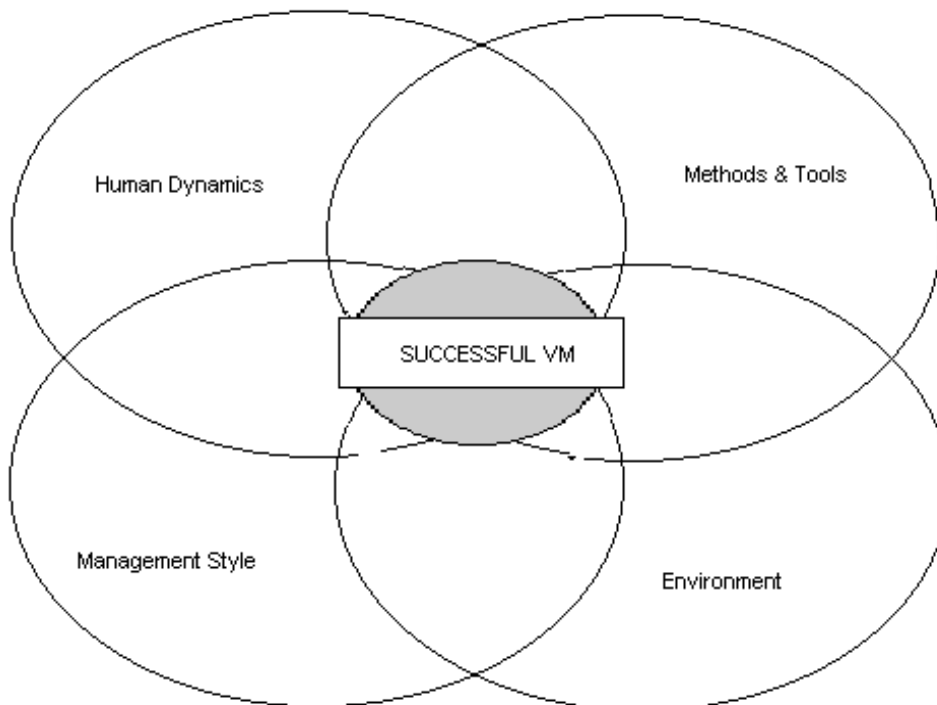 Human Dynamics
Methods & Tools
SUCCESSFUL VM
Management Style
Environment